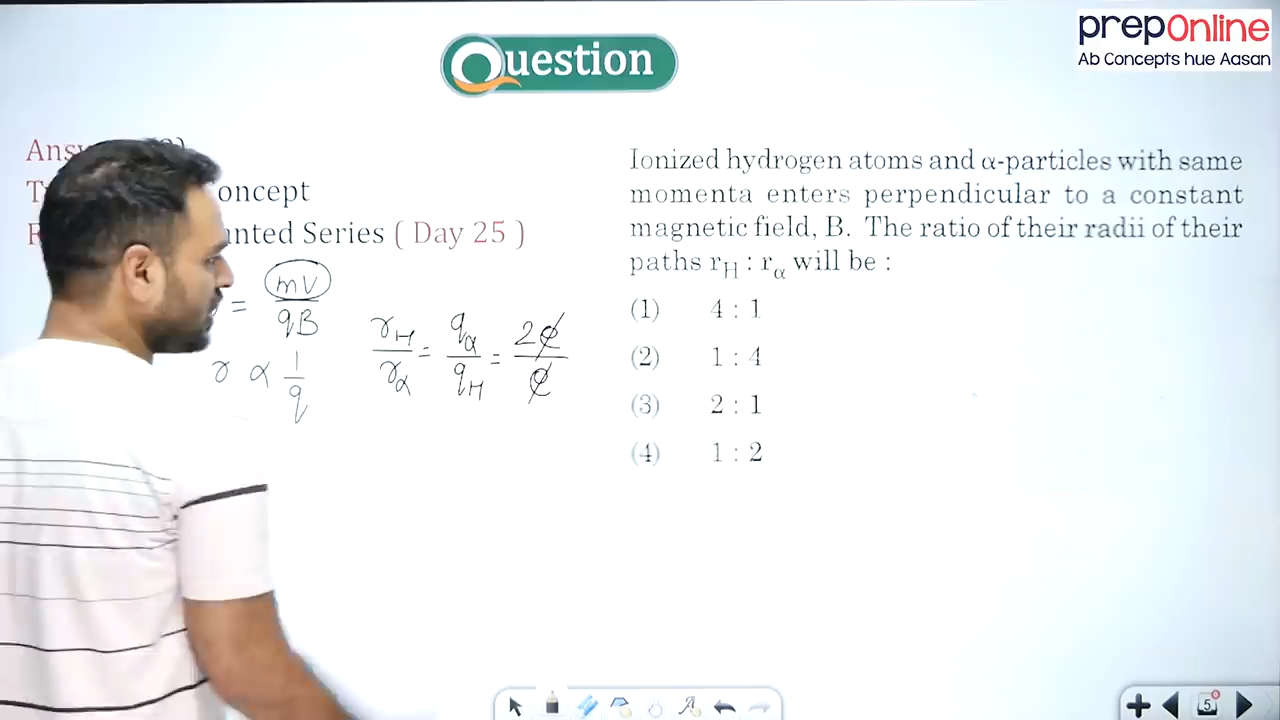 prepOnline
Ab Concepts hue Aasan
Question
oncept
nted Series ( Day 25 )
= mV / qB
r ∝ 1 / q
rH / rα = qα / qH = 2e / e
Ionized hydrogen atoms and α-particles with same
momenta enters perpendicular to a constant
magnetic field, B. The ratio of their radii of their
paths rH : rα will be :
(1) 4 : 1
(2) 1 : 4
(3) 2 : 1
(4) 1 : 2
5